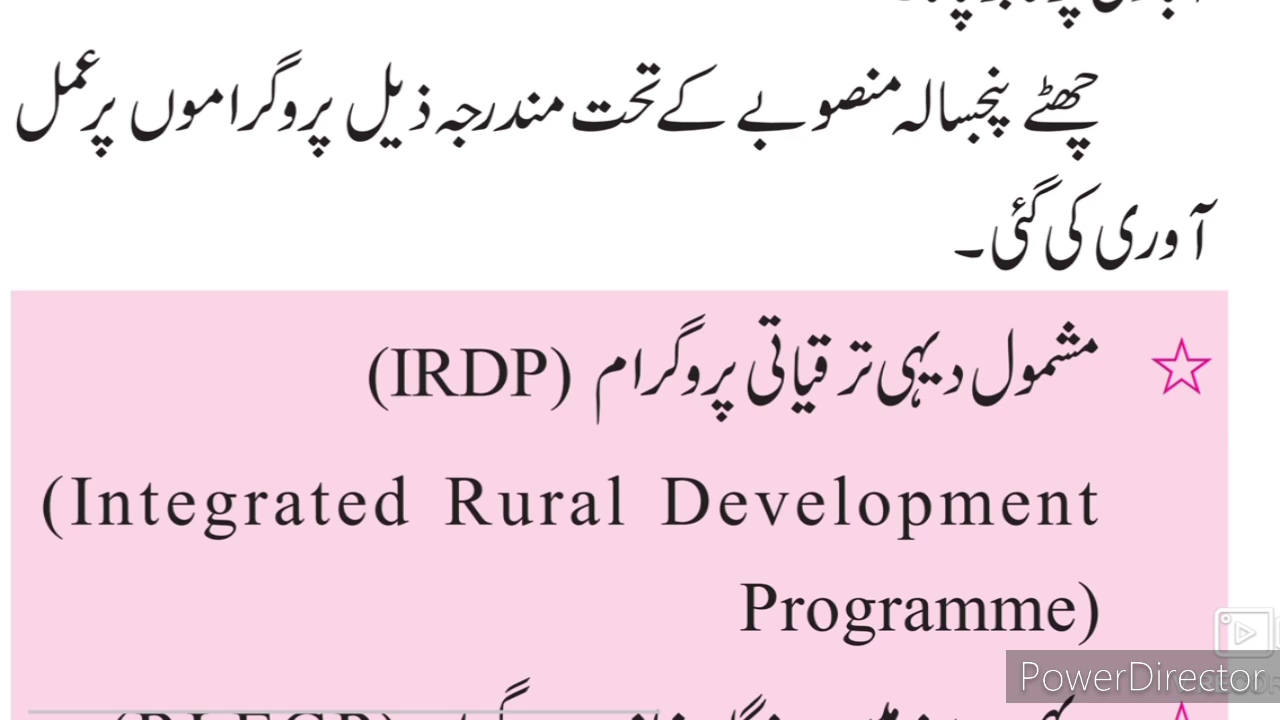 چھٹے پنجسالہ منصوبے کے تحت مندرجہ ذیل پروگراموں پر عمل
آوری کی گئی۔
☆ مشمول دیہی ترقیاتی پروگرام (IRDP)
(Integrated Rural Development
Programme)
PowerDirector